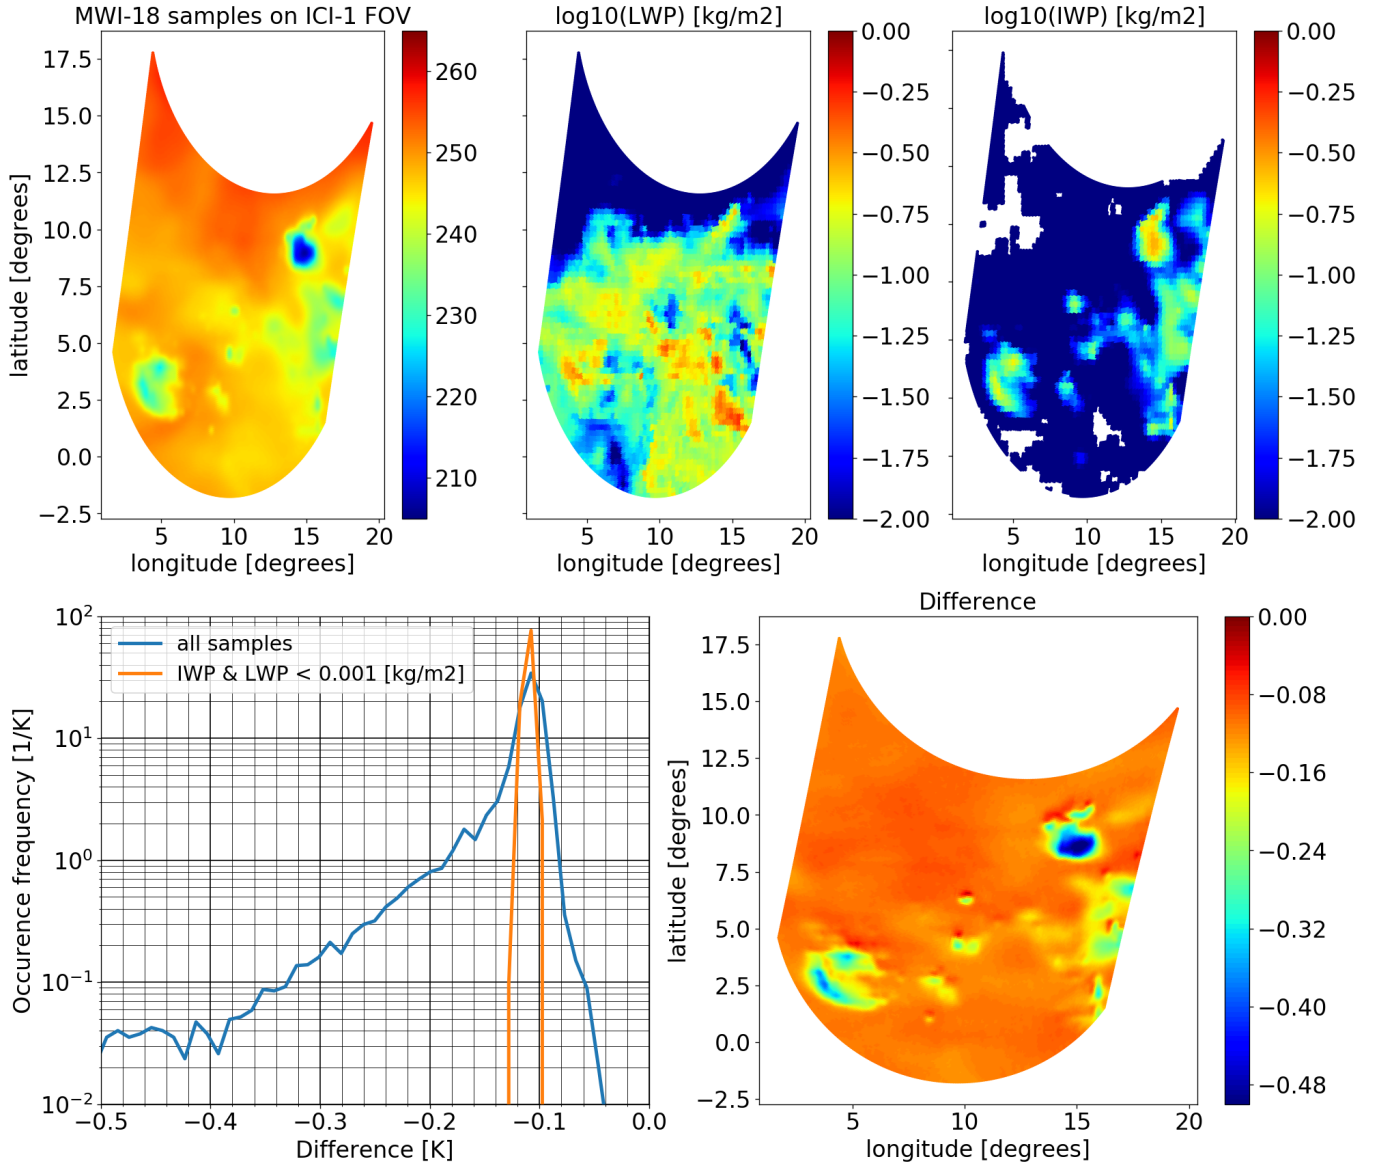 MWI-18 samples on ICI-1 FOV
log10(LWP) [kg/m2]
log10(IWP) [kg/m2]
17.5
15.0
12.5
10.0
7.5
5.0
2.5
0.0
−2.5
latitude [degrees]
5 10 15 20
longitude [degrees]
260
250
240
230
220
210
5 10 15 20
longitude [degrees]
0.00
−0.25
−0.50
−0.75
−1.00
−1.25
−1.50
−1.75
−2.00
5 10 15 20
longitude [degrees]
0.00
−0.25
−0.50
−0.75
−1.00
−1.25
−1.50
−1.75
−2.00
all samples
IWP & LWP < 0.001 [kg/m2]
10²
10¹
10⁰
10⁻¹
10⁻²
Occurence frequency [1/K]
−0.5 −0.4 −0.3 −0.2 −0.1 0.0
Difference [K]
Difference
17.5
15.0
12.5
10.0
7.5
5.0
2.5
0.0
−2.5
latitude [degrees]
5 10 15 20
longitude [degrees]
0.00
−0.08
−0.16
−0.24
−0.32
−0.40
−0.48